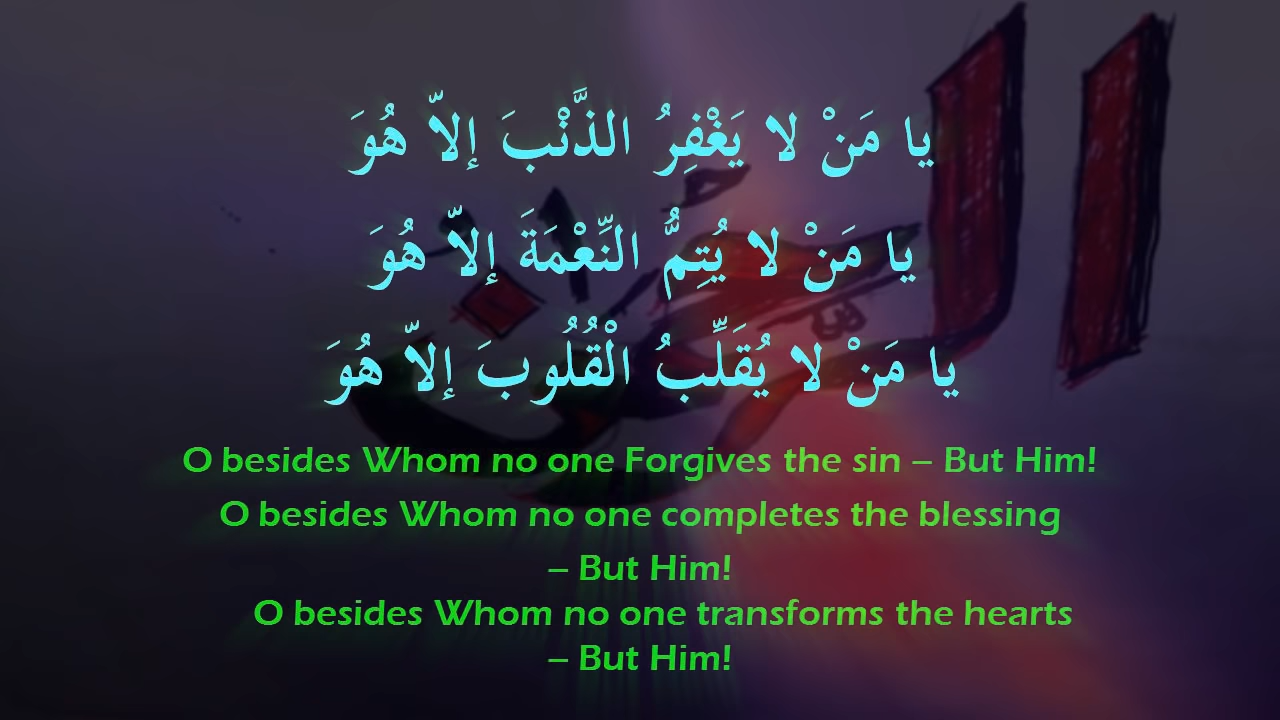 يا مَنْ لا يَغْفِرُ الذَّنْبَ إلاّ هُوَ
يا مَنْ لا يُتِمُّ النِّعْمَةَ إلاّ هُوَ
يا مَنْ لا يُقَلِّبُ الْقُلُوبَ إلاّ هُوَ
O besides Whom no one Forgives the sin – But Him!
O besides Whom no one completes the blessing
– But Him!
O besides Whom no one transforms the hearts
– But Him!